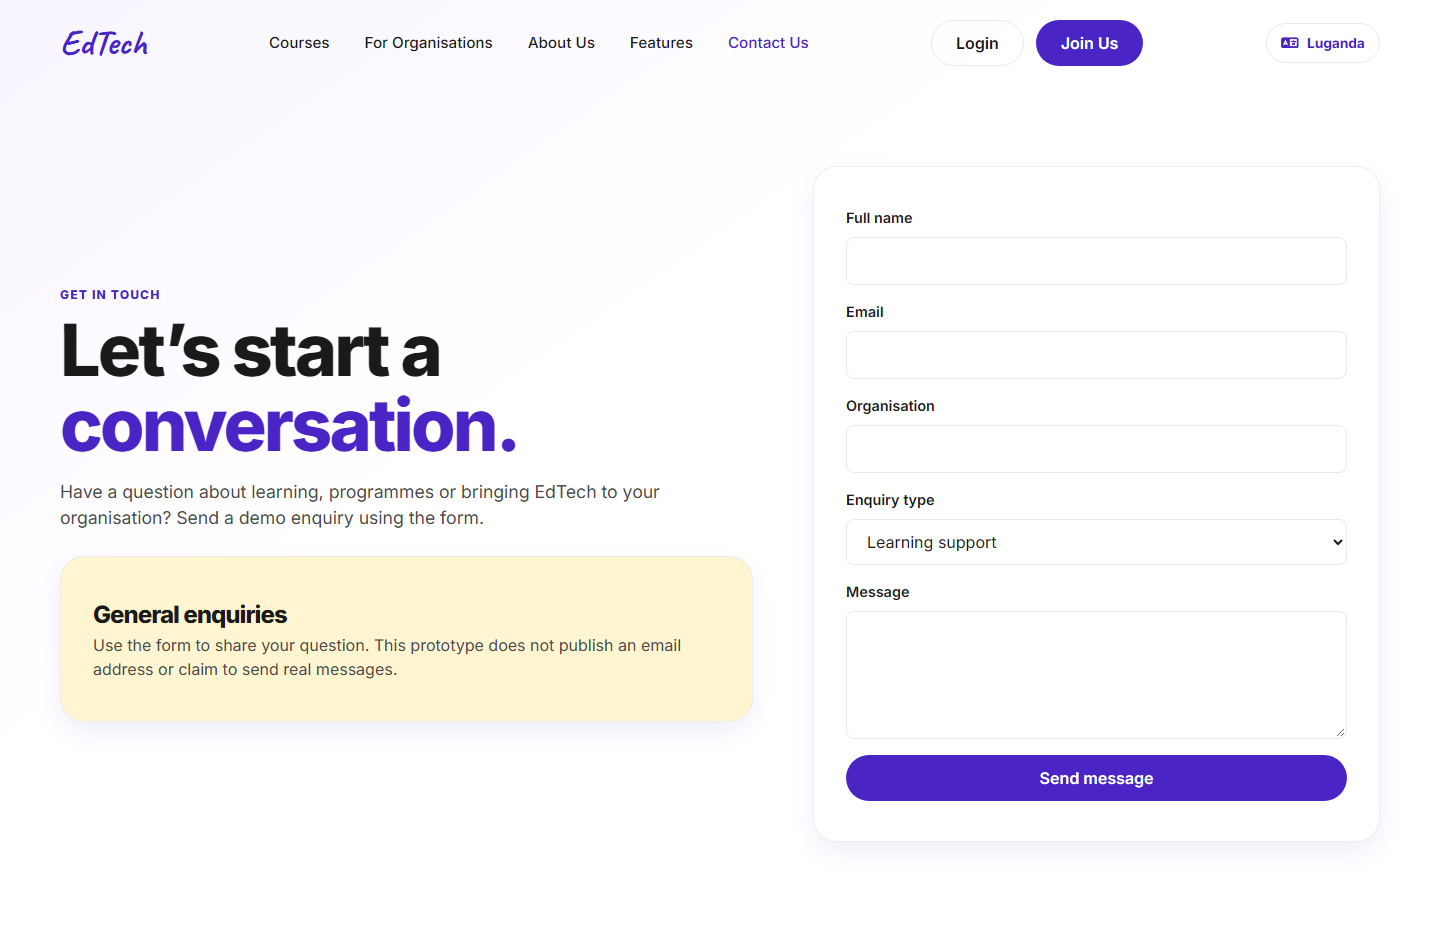 EdTech
Courses
For Organisations
About Us
Features
Contact Us
Login
Join Us
Luganda
GET IN TOUCH
Let’s start a
conversation.
Have a question about learning, programmes or bringing EdTech to your
organisation? Send a demo enquiry using the form.
General enquiries
Use the form to share your question. This prototype does not publish an email
address or claim to send real messages.
Full name
Email
Organisation
Enquiry type
Learning support
Message
Send message